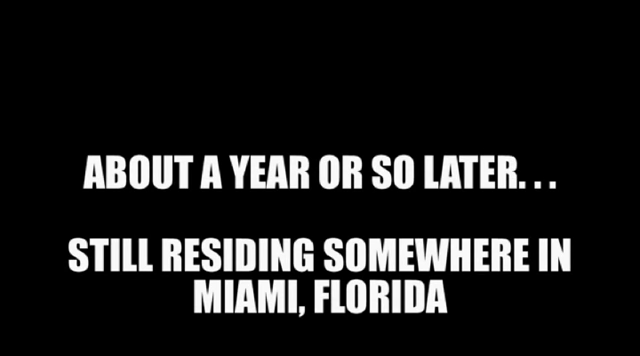 ABOUT A YEAR OR SO LATER. . .
STILL RESIDING SOMEWHERE IN
MIAMI, FLORIDA